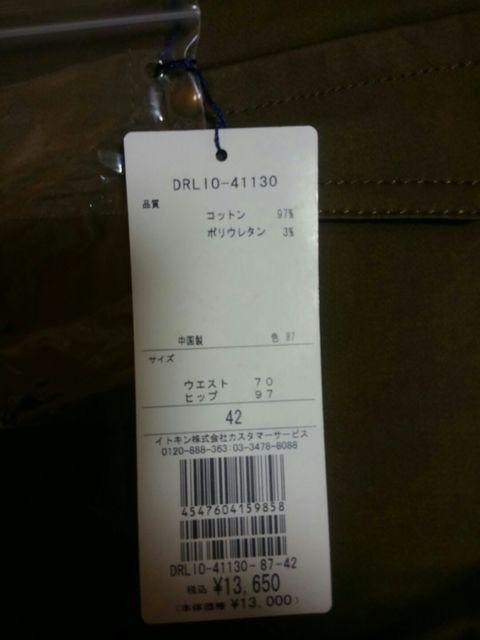 DRLIO-41130
品質
コットン 97%
ポリウレタン 3%
中国製 色 87
サイズ
ウエスト 70
ヒップ 97
42
イトキン株式会社カスタマーサービス
0120-888-363:03-3478-8088
4547604159858
DRLIO-41130-87-42
税込 ¥13,650
(本体価格 ¥13,000)